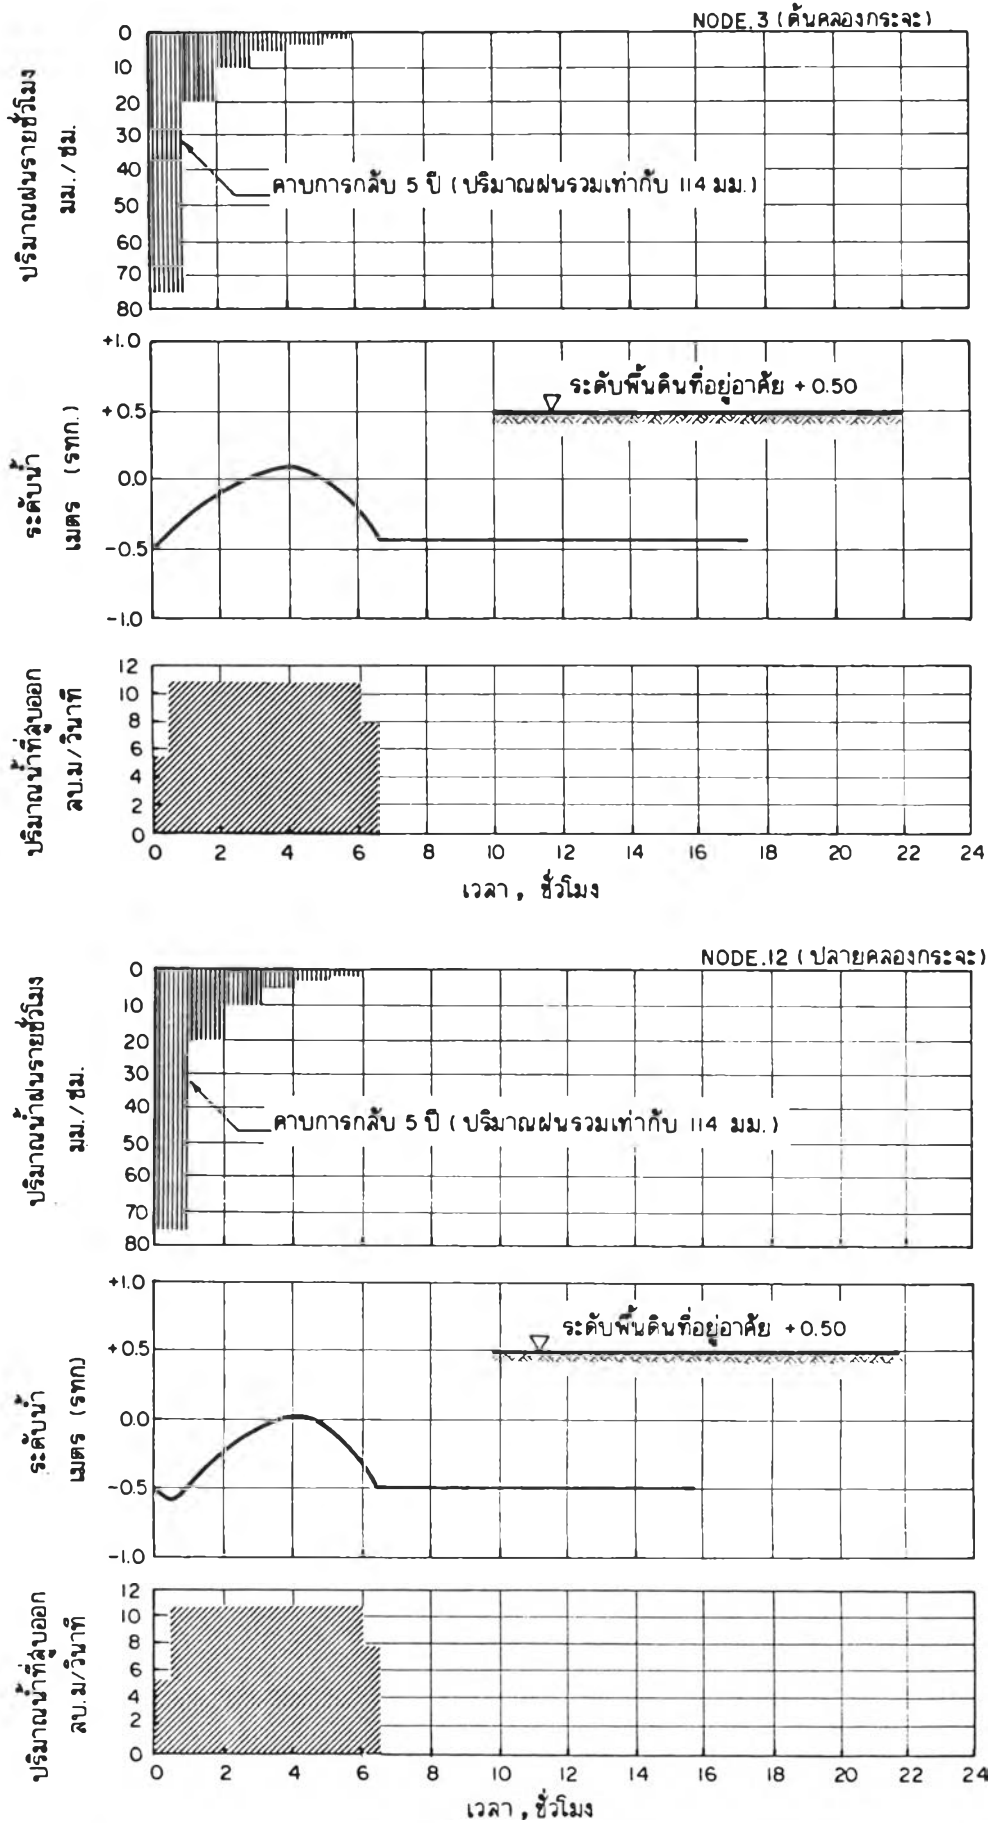 NODE.3 (ต้นคลองกระจะ)
ปริมาณฝนรายชั่วโมง
มม./ชม.
0
10
20
30
40
50
60
70
80
คาบการกลับ 5 ปี (ปริมาณฝนรวมเท่ากับ 114 มม.)
ระดับน้ำ
เมตร (รทก.)
+1.0
+0.5
0.0
-0.5
-1.0
ระดับพื้นดินที่อยู่อาศัย +0.50
ปริมาณน้ำที่สูบออก
ลบ.ม/วินาที
12
10
8
6
4
2
0
0 2 4 6 8 10 12 14 16 18 20 22 24
เวลา, ชั่วโมง
NODE.12 (ปลายคลองกระจะ)
ปริมาณน้ำฝนรายชั่วโมง
มม./ชม.
0
10
20
30
40
50
60
70
80
คาบการกลับ 5 ปี (ปริมาณฝนรวมเท่ากับ 114 มม.)
ระดับน้ำ
เมตร (รทก)
+1.0
+0.5
0.0
-0.5
-1.0
ระดับพื้นดินที่อยู่อาศัย +0.50
ปริมาณน้ำที่สูบออก
ลบ.ม/วินาที
12
10
8
6
4
2
0
0 2 4 6 8 10 12 14 16 18 20 22 24
เวลา, ชั่วโมง